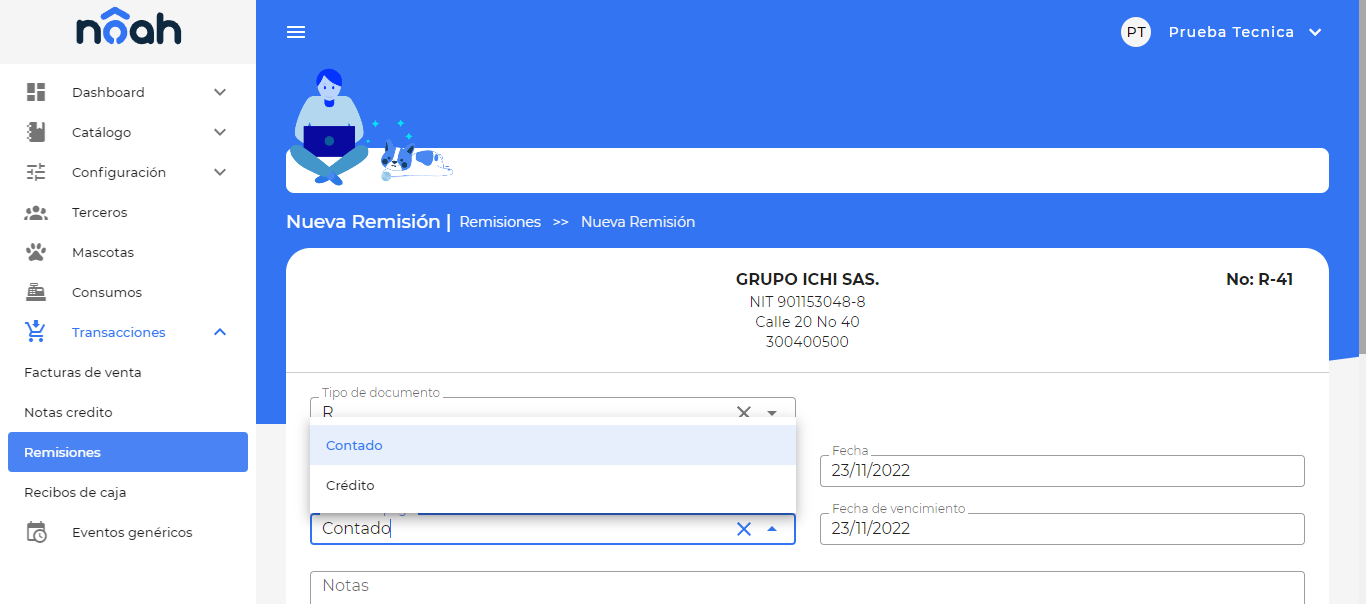 nôah
PT
Prueba Tecnica
Dashboard
Catálogo
Configuración
Terceros
Mascotas
Consumos
Transacciones
Facturas de venta
Notas credito
Remisiones
Recibos de caja
Eventos genéricos
Nueva Remisión | Remisiones >> Nueva Remisión
GRUPO ICHI SAS.
No: R-41
NIT 901153048-8
Calle 20 No 40
300400500
Tipo de documento
R
Contado
Crédito
Fecha
23/11/2022
Contado
Fecha de vencimiento
23/11/2022
Notas